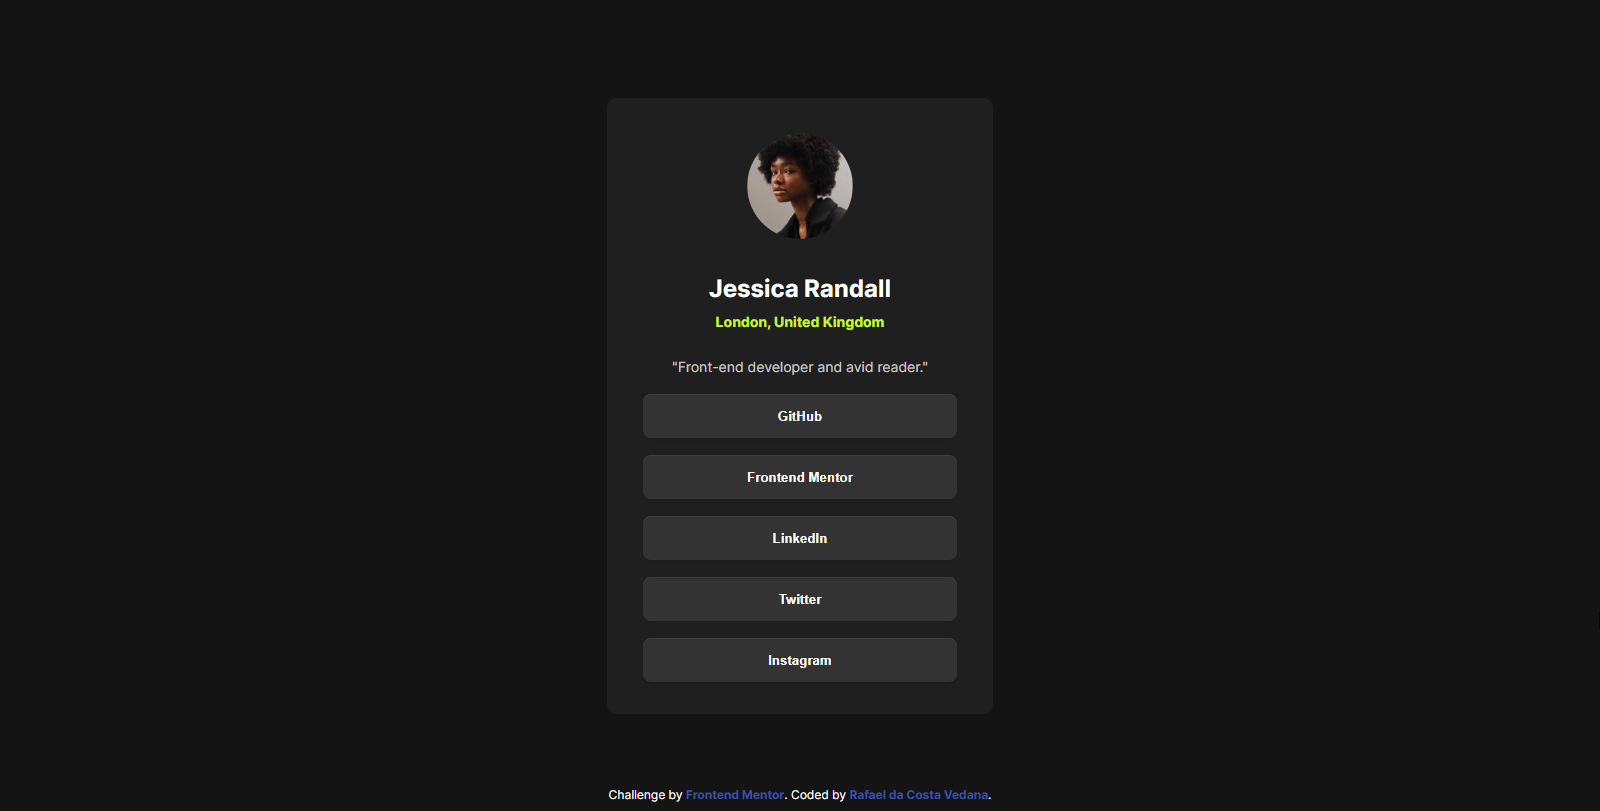 Jessica Randall
London, United Kingdom
"Front-end developer and avid reader."
GitHub
Frontend Mentor
LinkedIn
Twitter
Instagram
Challenge by Frontend Mentor. Coded by Rafael da Costa Vedana.